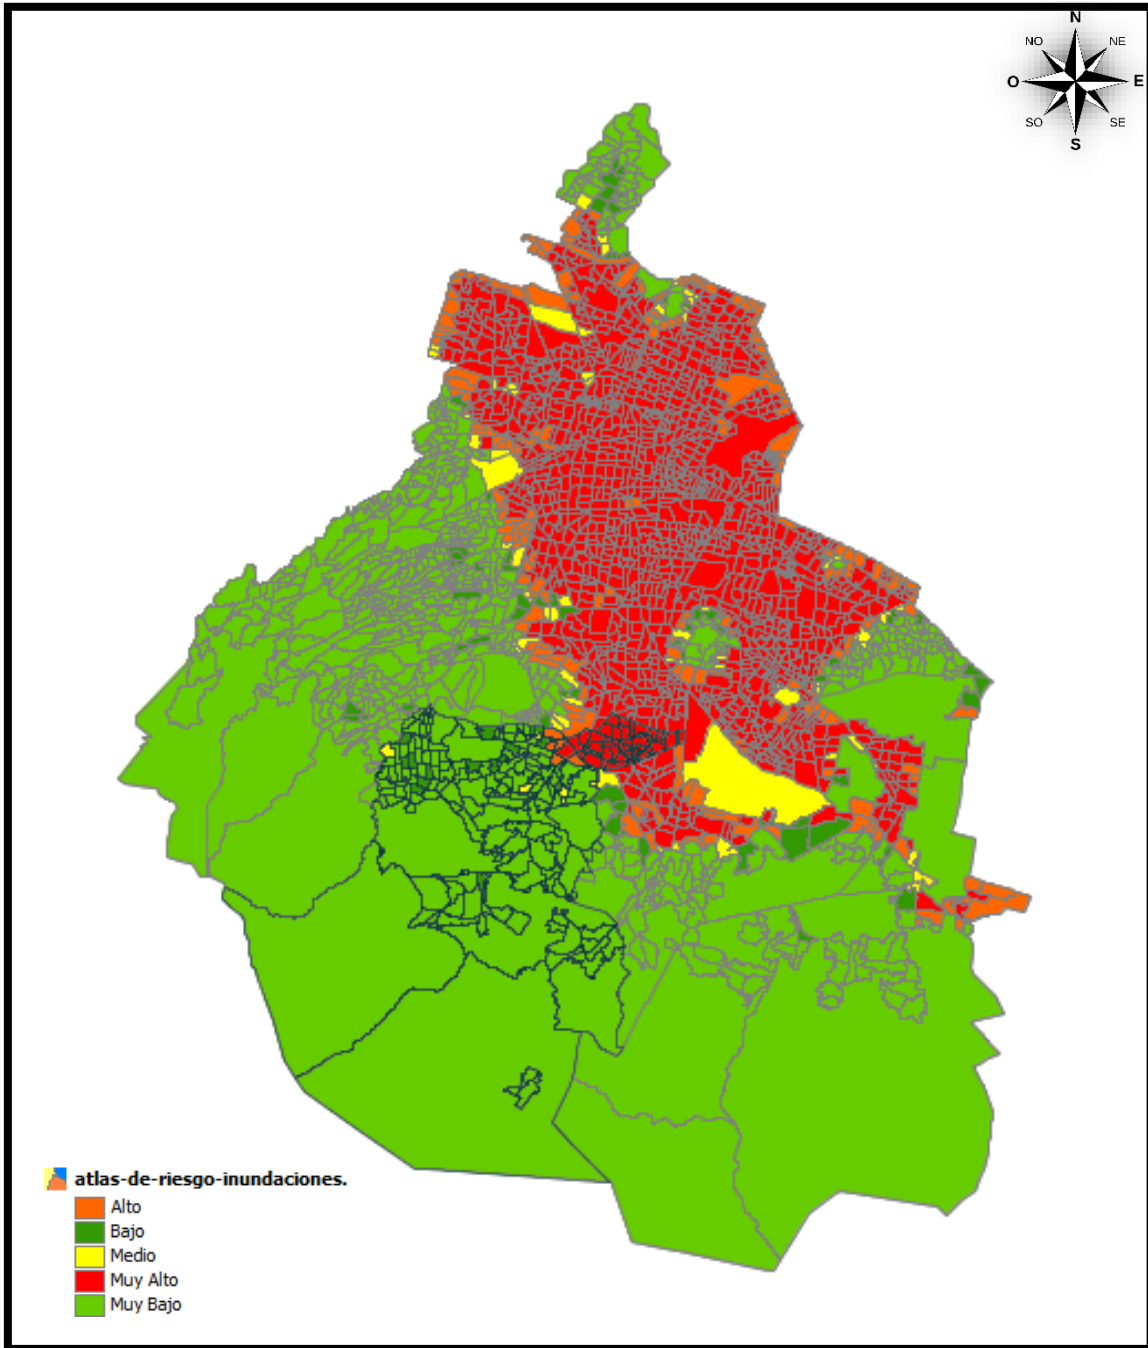 N
NO
NE
O
E
SO
SE
S
atlas-de-riesgo-inundaciones.
Alto
Bajo
Medio
Muy Alto
Muy Bajo